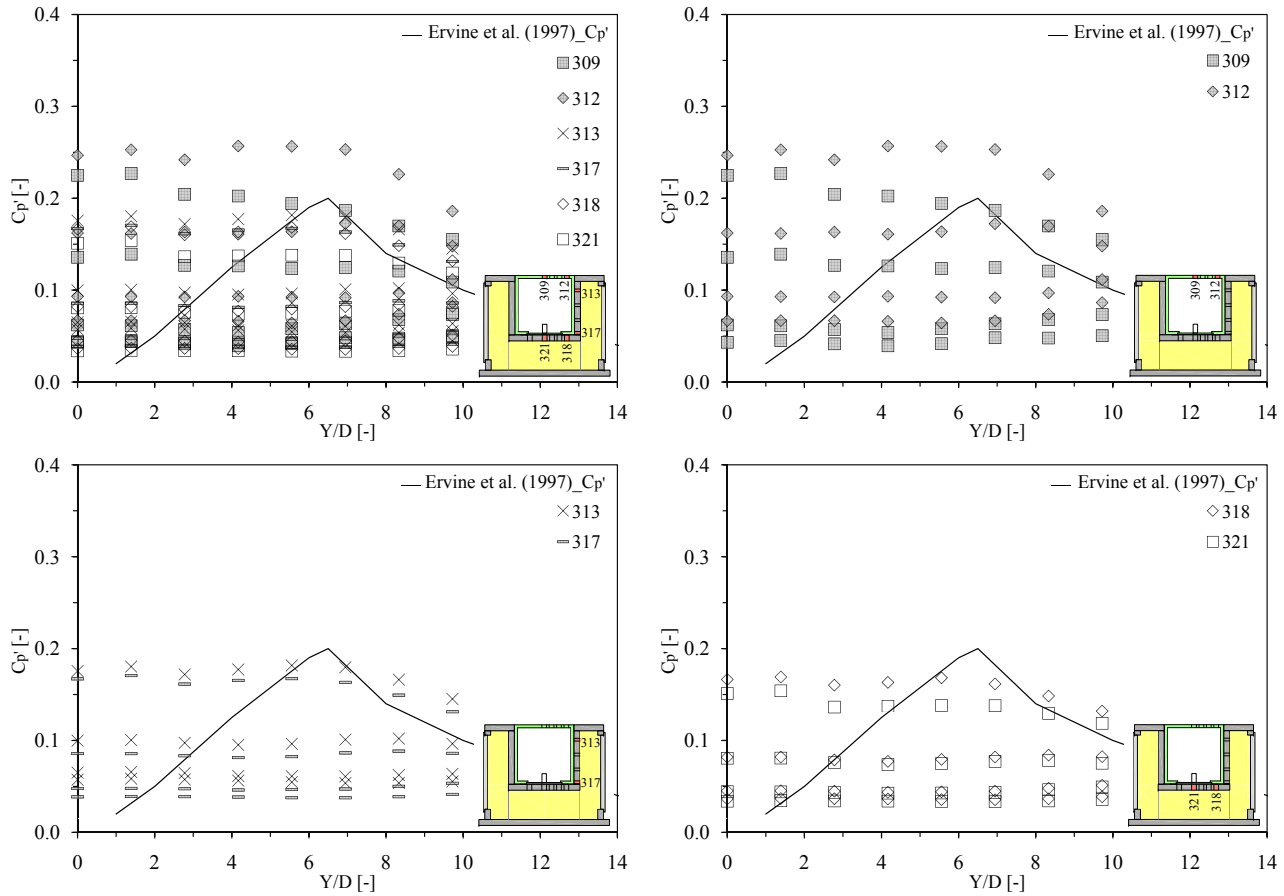 0.4
0.3
0.2
0.1
0.0
Cp' [-]
0 2 4 6 8 10 12 14
Y/D [-]
Ervine et al. (1997)_Cp'
309
312
313
317
318
321
309
312
313
317
321
318
0.4
0.3
0.2
0.1
0.0
Cp' [-]
0 2 4 6 8 10 12 14
Y/D [-]
Ervine et al. (1997)_Cp'
309
312
309
312
0.4
0.3
0.2
0.1
0.0
Cp' [-]
0 2 4 6 8 10 12 14
Y/D [-]
Ervine et al. (1997)_Cp'
313
317
313
317
0.4
0.3
0.2
0.1
0.0
Cp' [-]
0 2 4 6 8 10 12 14
Y/D [-]
Ervine et al. (1997)_Cp'
318
321
321
318